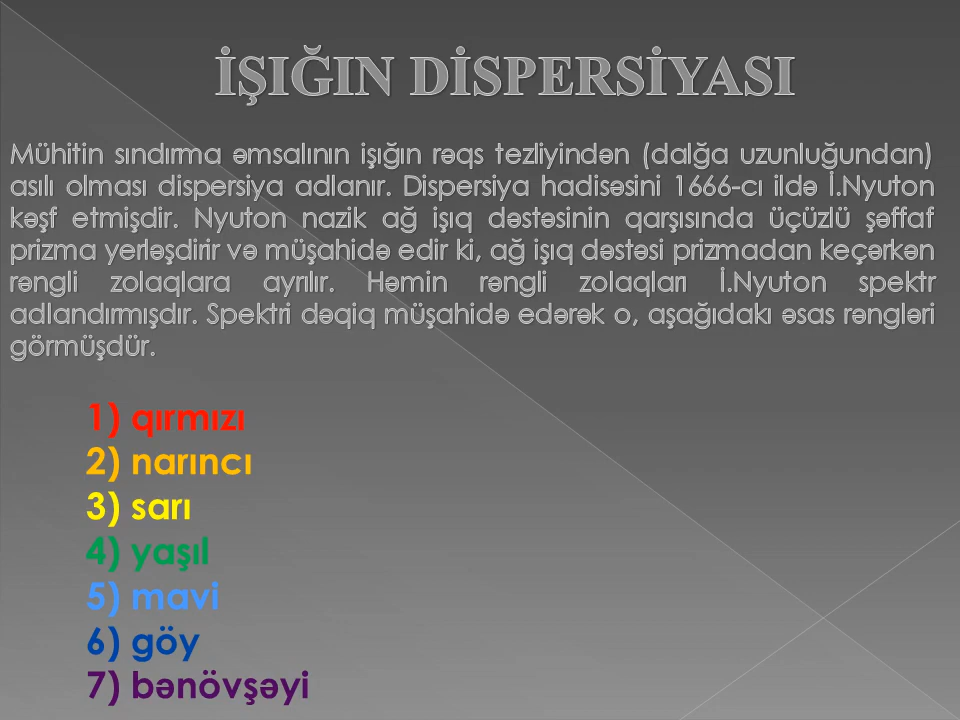 İŞIĞIN DİSPERSİYASI
Mühitin sındırma əmsalının işığın rəqs tezliyindən (dalğa uzunluğundan)
asılı olması dispersiya adlanır. Dispersiya hadisəsini 1666-cı ildə İ.Nyuton
kəşf etmişdir. Nyuton nazik ağ işıq dəstəsinin qarşısında üçüzlü şəffaf
prizma yerləşdirir və müşahidə edir ki, ağ işıq dəstəsi prizmadan keçərkən
rəngli zolaqlara ayrılır. Həmin rəngli zolaqları İ.Nyuton spektr
adlandırmışdır. Spektri dəqiq müşahidə edərək o, aşağıdakı əsas rəngləri
görmüşdür.
1) qırmızı
2) narıncı
3) sarı
4) yaşıl
5) mavi
6) göy
7) bənövşəyi